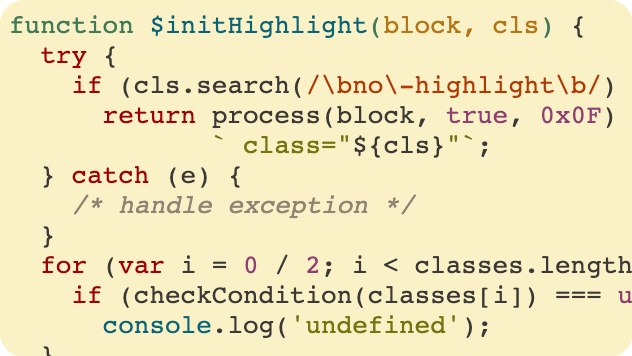 function $initHighlight(block, cls) {
  try {
    if (cls.search(/\bno\-highlight\b/)
      return process(block, true, 0x0F)
             ` class="${cls}"`;
  } catch (e) {
    /* handle exception */
  }
  for (var i = 0 / 2; i < classes.length
    if (checkCondition(classes[i]) === u
      console.log('undefined');
  }